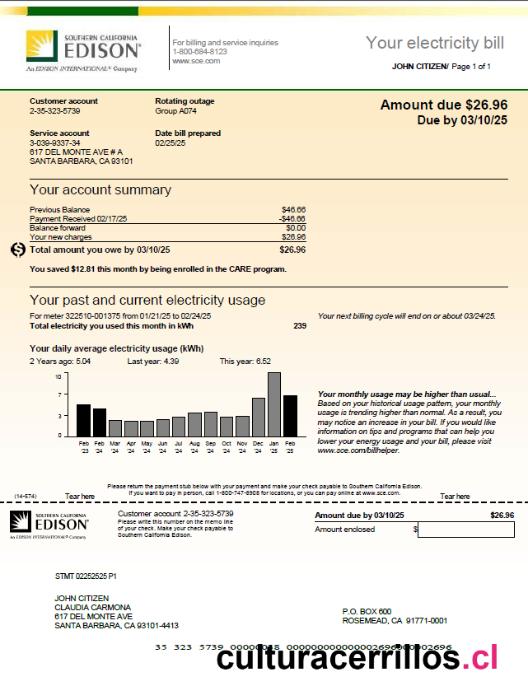 SOUTHERN CALIFORNIA
EDISON
An EDISON INTERNATIONAL® Company
For billing and service inquiries
1-800-684-8123
www.sce.com
Your electricity bill
JOHN CITIZEN/ Page 1 of 1
Customer account
2-35-323-5739
Rotating outage
Group A074
Amount due $26.96
Due by 03/10/25
Service account
3-039-9337-34
617 DEL MONTE AVE # A
SANTA BARBARA, CA 93101
Date bill prepared
02/25/25
Your account summary
Previous Balance $46.66
Payment Received 02/17/25 -$46.66
Balance forward $0.00
Your new charges $26.96
Total amount you owe by 03/10/25 $26.96
You saved $12.81 this month by being enrolled in the CARE program.
Your past and current electricity usage
For meter 322510-001375 from 01/21/25 to 02/24/25
Total electricity you used this month in kWh 239
Your next billing cycle will end on or about 03/24/25.
Your daily average electricity usage (kWh)
2 Years ago: 5.04 Last year: 4.39 This year: 6.52
10
7
3
0
Feb '23 Feb '24 Mar '24 Apr '24 May '24 Jun '24 Jul '24 Aug '24 Sep '24 Oct '24 Nov '24 Dec '24 Jan '25 Feb '25
Your monthly usage may be higher than usual...
Based on your historical usage pattern, your monthly
usage is trending higher than normal. As a result, you
may notice an increase in your bill. If you would like
information on tips and programs that can help you
lower your energy usage and your bill, please visit
www.sce.com/billhelper.
Please return the payment stub below with your payment and make your check payable to Southern California Edison.
If you want to pay in person, call 1-800-747-8908 for locations, or you can pay online at www.sce.com.
(14-574) Tear here Tear here
SOUTHERN CALIFORNIA
EDISON
An EDISON INTERNATIONAL® Company
Customer account 2-35-323-5739
Please write this number on the memo line
of your check. Make your check payable to
Southern California Edison.
Amount due by 03/10/25 $26.96
Amount enclosed $
STMT 02252525 P1
JOHN CITIZEN
CLAUDIA CARMONA
617 DEL MONTE AVE
SANTA BARBARA, CA 93101-4413
P.O. BOX 600
ROSEMEAD, CA 91771-0001
35 323 5739
culturacerrillos.cl